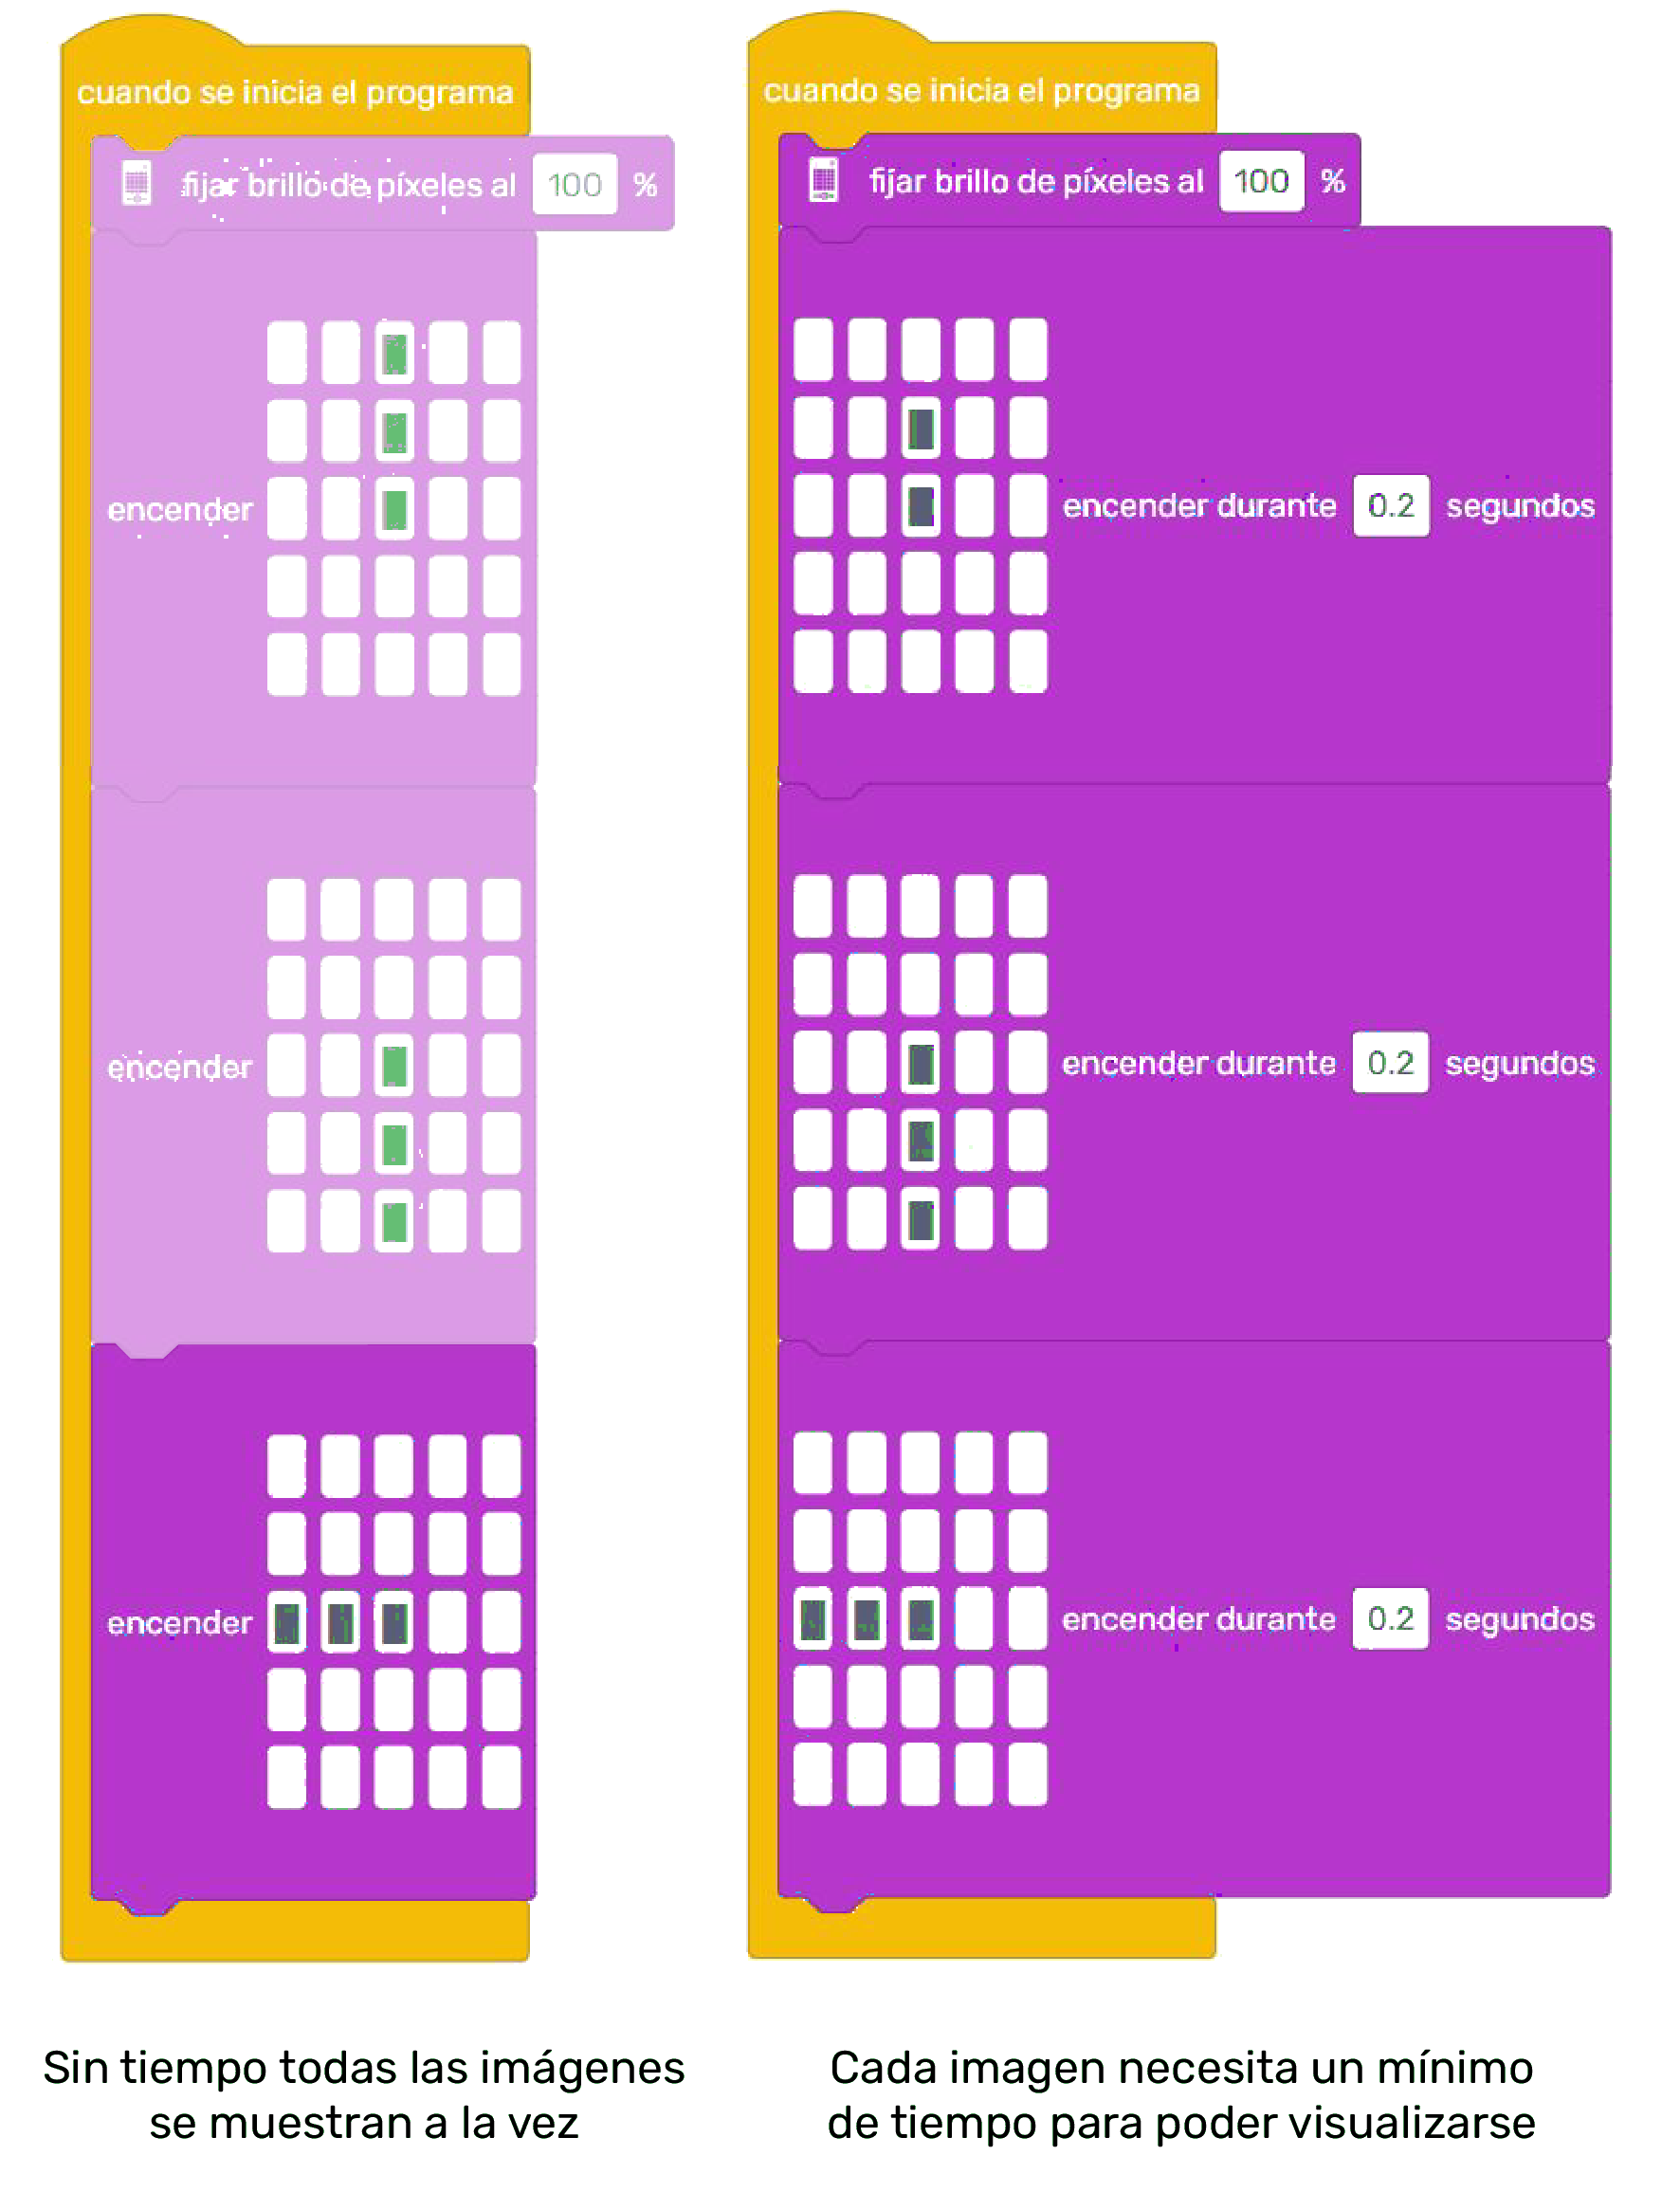 cuando se inicia el programa
fijar brillo de píxeles al 100 %
encender
encender
encender
Sin tiempo todas las imágenes
se muestran a la vez
cuando se inicia el programa
fijar brillo de píxeles al 100 %
encender durante 0.2 segundos
encender durante 0.2 segundos
encender durante 0.2 segundos
Cada imagen necesita un mínimo
de tiempo para poder visualizarse